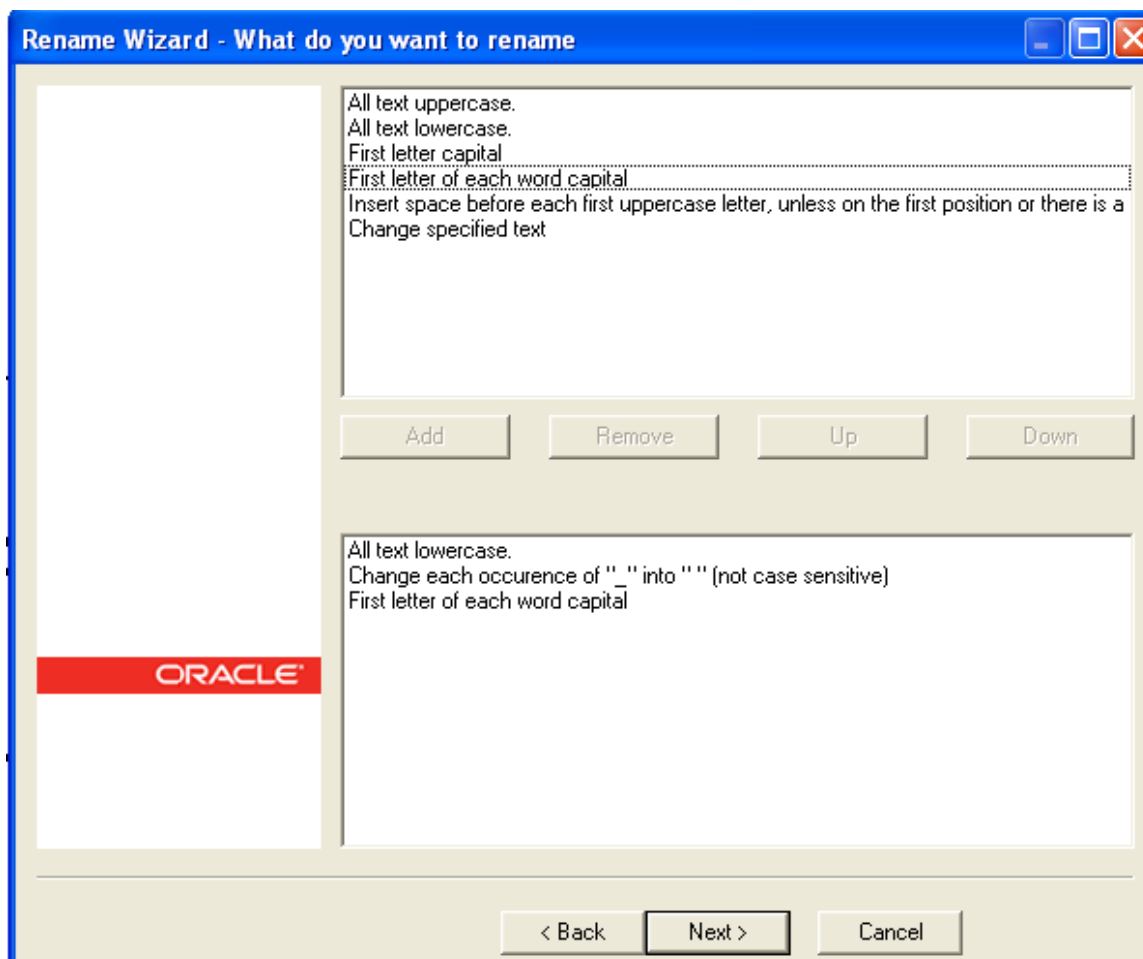 Rename Wizard - What do you want to rename
All text uppercase.
All text lowercase.
First letter capital
First letter of each word capital
Insert space before each first uppercase letter, unless on the first position or there is a
Change specified text
Add Remove Up Down
All text lowercase.
Change each occurence of "_" into " " (not case sensitive)
First letter of each word capital
ORACLE
< Back Next > Cancel